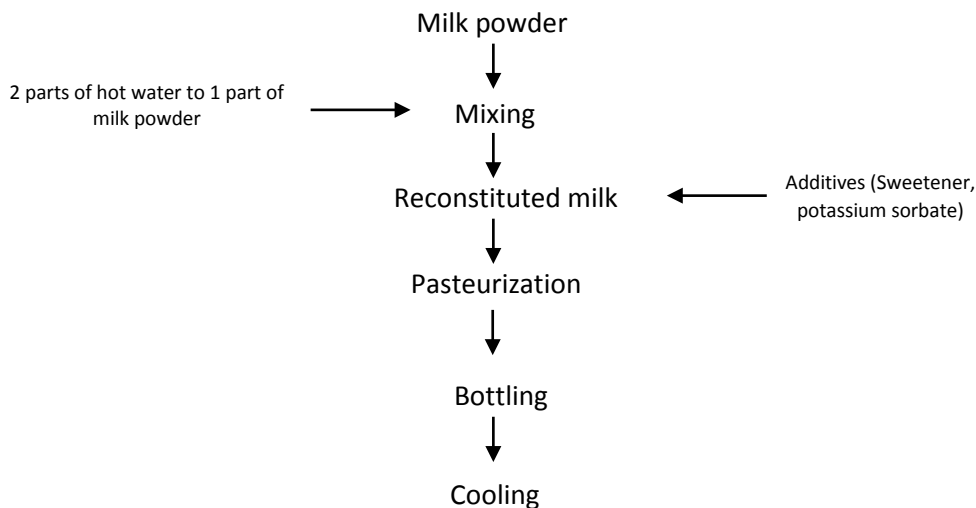 Milk powder
2 parts of hot water to 1 part of
milk powder
Mixing
Reconstituted milk
Additives (Sweetener,
potassium sorbate)
Pasteurization
Bottling
Cooling